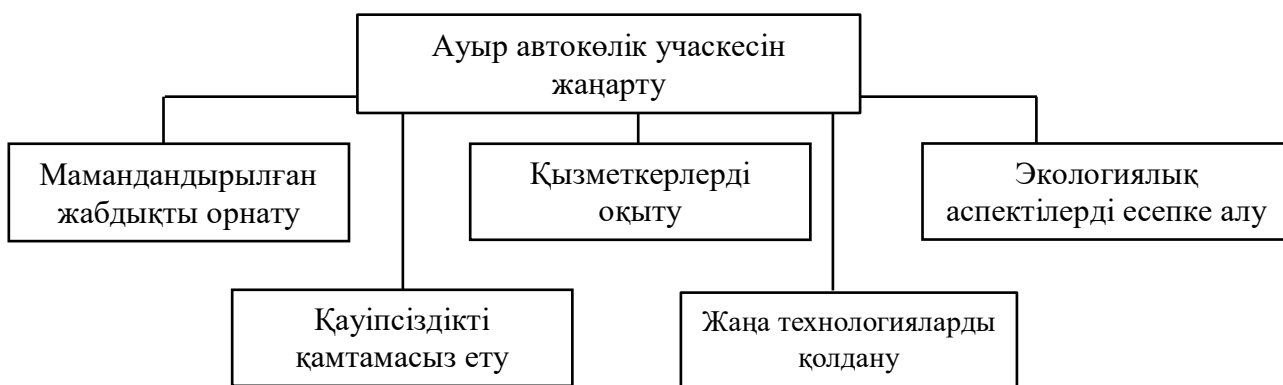 Ауыр автокөлік учаскесін
жаңарту
Мамандандырылған
жабдықты орнату
Қызметкерлерді
оқыту
Экологиялық
аспектілерді есепке алу
Қауіпсіздікті
қамтамасыз ету
Жаңа технологияларды
қолдану